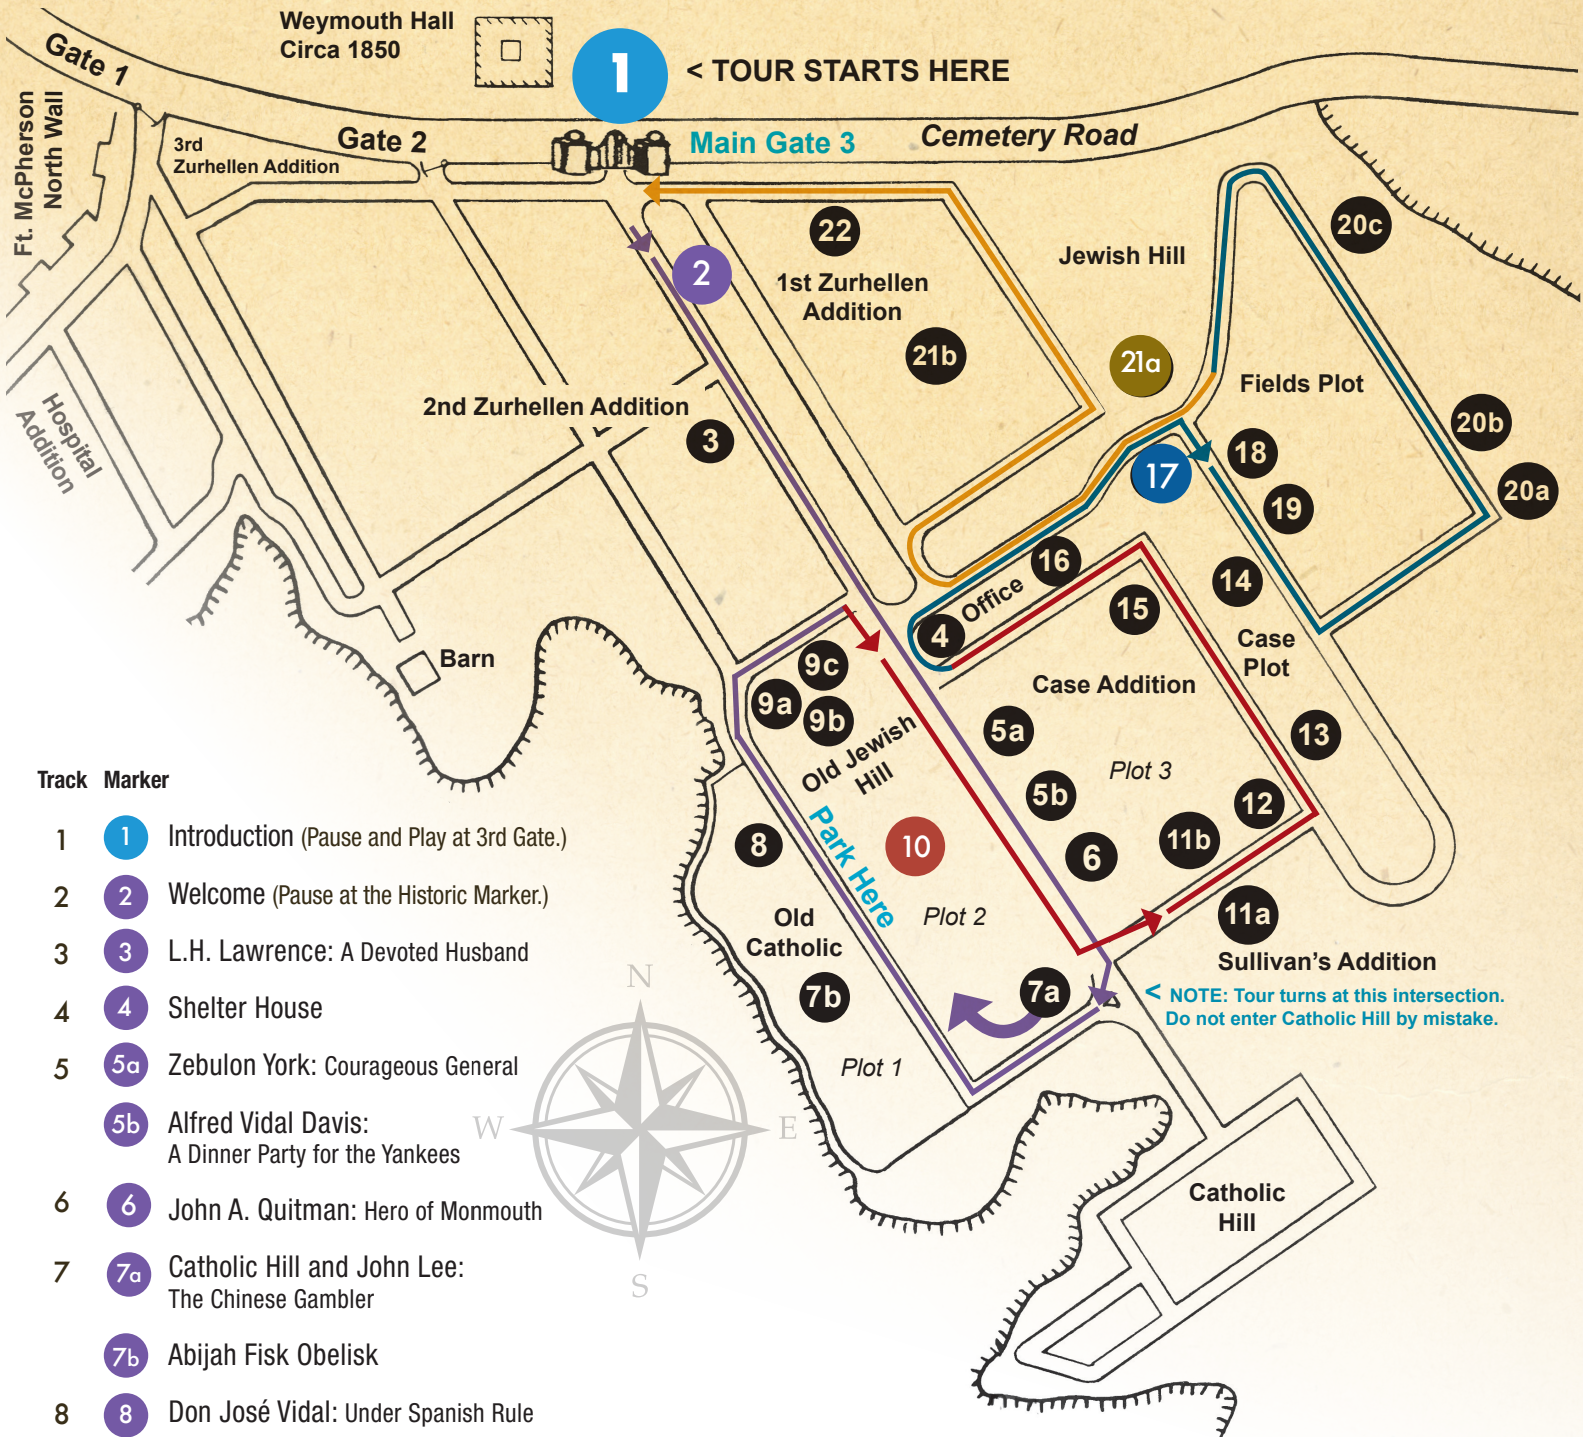 Weymouth Hall
Circa 1850
1
< TOUR STARTS HERE
Gate 1
Ft. McPherson
North Wall
3rd
Zurhellen Addition
Gate 2
Main Gate 3
Cemetery Road
2
22
1st Zurhellen
Addition
21b
Jewish Hill
20c
21a
Fields Plot
20b
20a
Hospital
Addition
2nd Zurhellen Addition
3
17
18
19
16
Office
4
14
15
Case
Plot
Barn
9c
9a
9b
Old Jewish
Hill
Case Addition
5a
13
Plot 3
5b
12
Park Here
10
8
6
11b
11a
Old
Catholic
Plot 2
7b
7a
Sullivan's Addition
< NOTE: Tour turns at this intersection.
Do not enter Catholic Hill by mistake.
Plot 1
Catholic
Hill
N
W
E
S
Track Marker
1 1 Introduction (Pause and Play at 3rd Gate.)
2 2 Welcome (Pause at the Historic Marker.)
3 3 L.H. Lawrence: A Devoted Husband
4 4 Shelter House
5 5a Zebulon York: Courageous General
5b Alfred Vidal Davis:
A Dinner Party for the Yankees
6 6 John A. Quitman: Hero of Monmouth
7 7a Catholic Hill and John Lee:
The Chinese Gambler
7b Abijah Fisk Obelisk
8 8 Don José Vidal: Under Spanish Rule